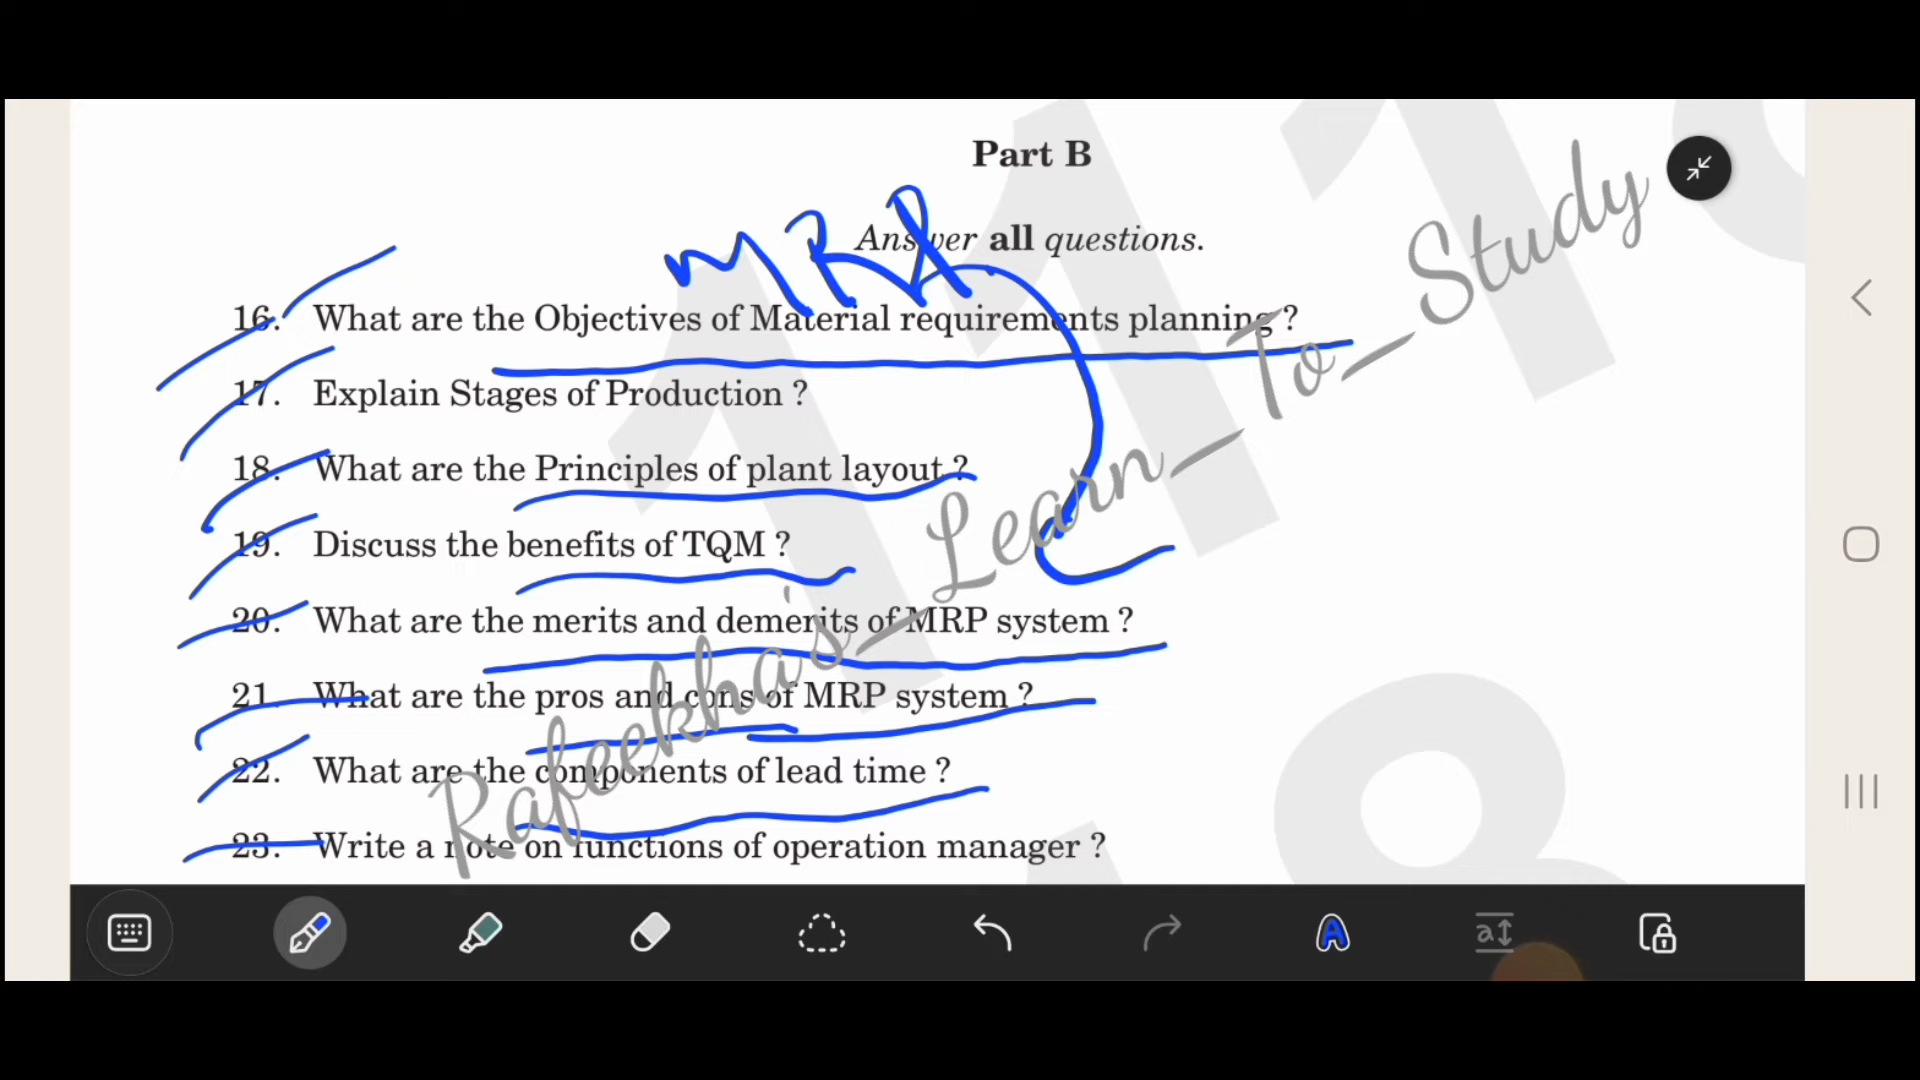 Part B
MRP
Answer all questions.
16. What are the Objectives of Material requirements planning ?
17. Explain Stages of Production ?
18. What are the Principles of plant layout ?
19. Discuss the benefits of TQM ?
20. What are the merits and demerits of MRP system ?
21. What are the pros and cons of MRP system ?
22. What are the components of lead time ?
23. Write a note on functions of operation manager ?
Rafeekha's_Learn_To_Study